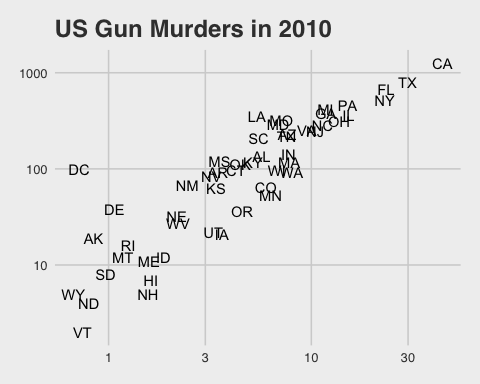 US Gun Murders in 2010
CA
TX
1000
FL
NY
PA
MI
GA
IL
LA
MO
OH
MD
NC
VA
NJ
SC
TN
AZ
AL
IN
MS
KY
OK
MA
DC
AR
CT
WI
WA
100
NV
NM
KS
CO
MN
DE
OR
NE
WV
UT
IA
AK
RI
MT
ME
ID
10
SD
HI
WY
NH
ND
VT
1
3
10
30